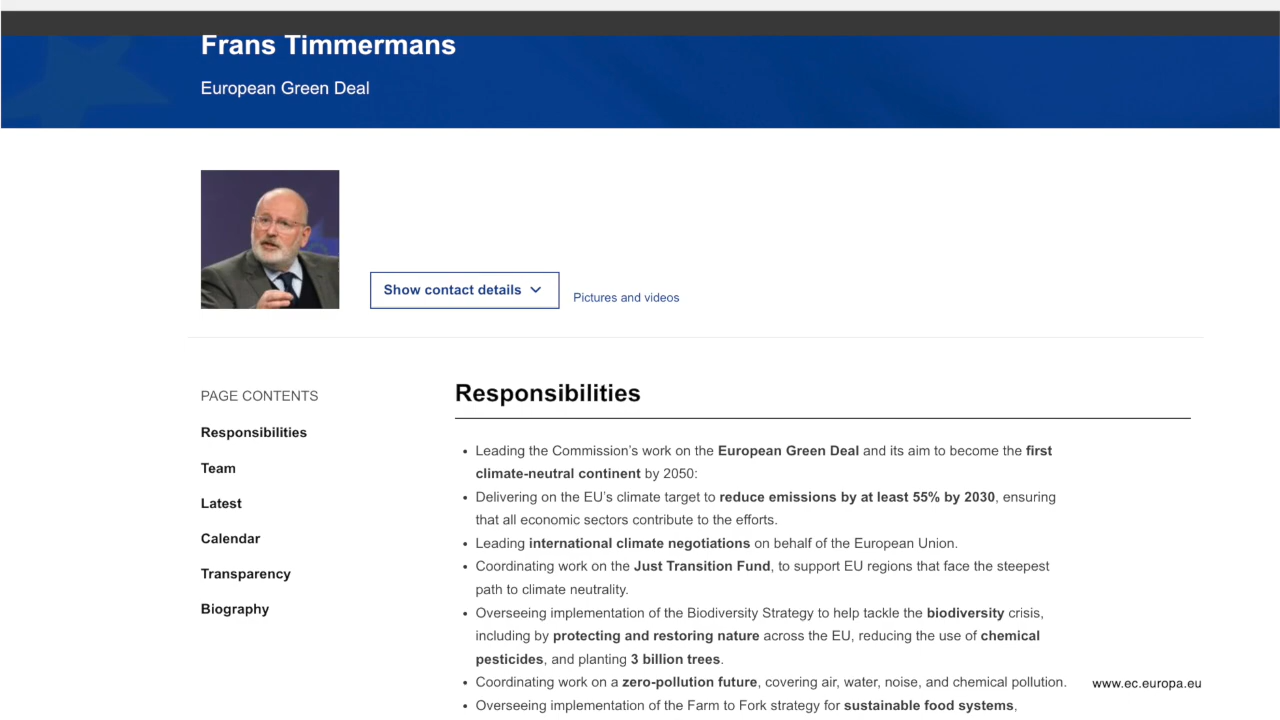 Frans Timmermans
European Green Deal
Show contact details
Pictures and videos
PAGE CONTENTS
Responsibilities
Team
Latest
Calendar
Transparency
Biography
Responsibilities
• Leading the Commission’s work on the European Green Deal and its aim to become the first
climate-neutral continent by 2050:
• Delivering on the EU’s climate target to reduce emissions by at least 55% by 2030, ensuring
that all economic sectors contribute to the efforts.
• Leading international climate negotiations on behalf of the European Union.
• Coordinating work on the Just Transition Fund, to support EU regions that face the steepest
path to climate neutrality.
• Overseeing implementation of the Biodiversity Strategy to help tackle the biodiversity crisis,
including by protecting and restoring nature across the EU, reducing the use of chemical
pesticides, and planting 3 billion trees.
• Coordinating work on a zero-pollution future, covering air, water, noise, and chemical pollution.
• Overseeing implementation of the Farm to Fork strategy for sustainable food systems,
www.ec.europa.eu